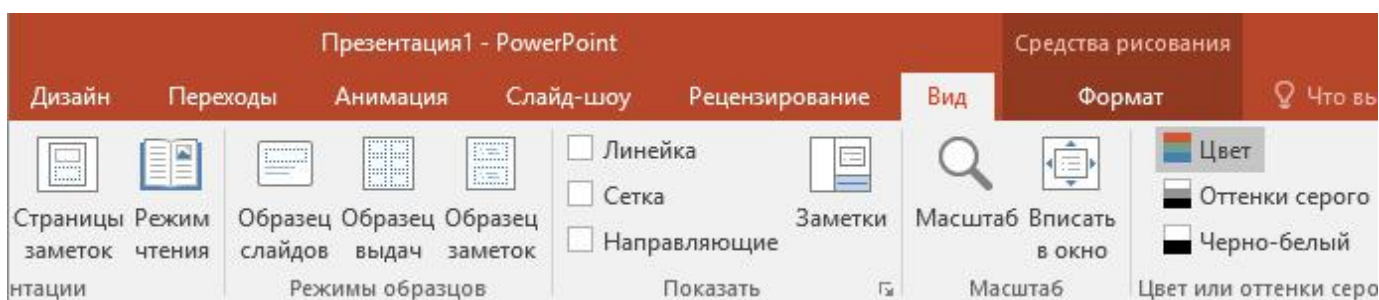 Презентация1 - PowerPoint
Средства рисования
Дизайн Переходы Анимация Слайд-шоу Рецензирование Вид Формат Что вы
Страницы заметок
Режим чтения
Образец слайдов
Образец выдач
Образец заметок
Линейка
Сетка
Направляющие
Заметки
Масштаб
Вписать в окно
Цвет
Оттенки серого
Черно-белый
нтации
Режимы образцов
Показать
Масштаб
Цвет или оттенки серо